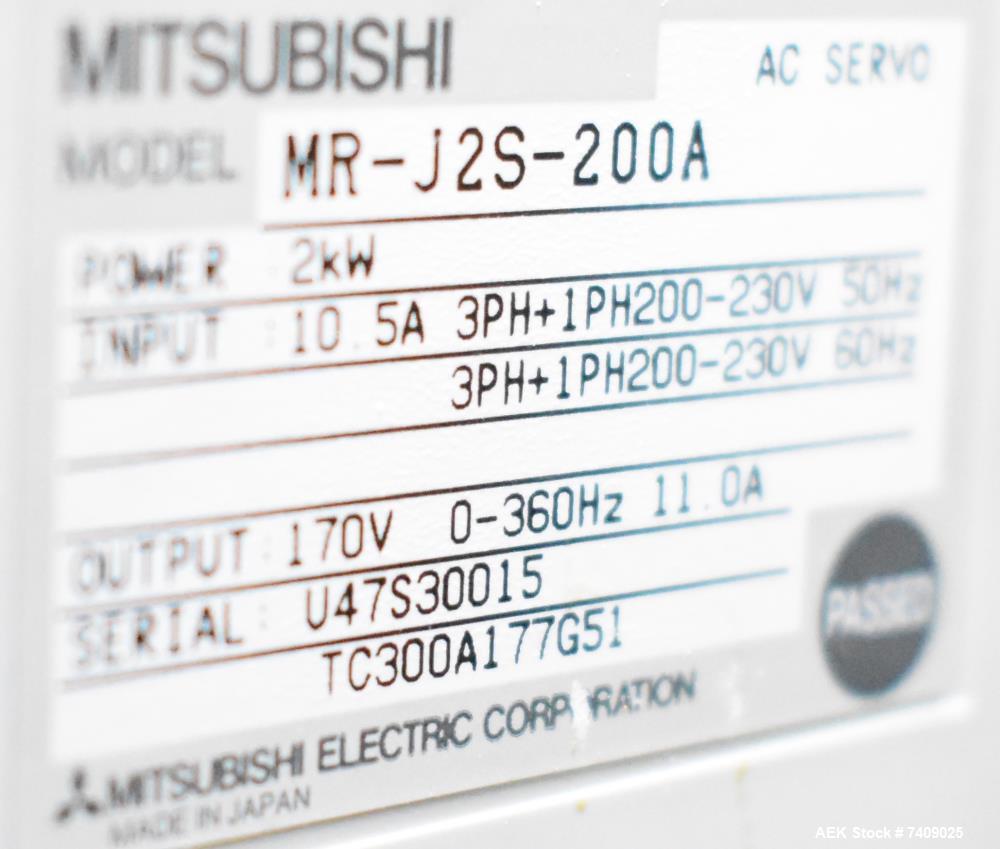 MITSUBISHI
AC SERVO
MODEL MR-J2S-200A
POWER : 2kW
INPUT : 10.5A 3PH+1PH200-230V 50Hz
3PH+1PH200-230V 60Hz
OUTPUT : 170V 0-360Hz 11.0A
SERIAL : U47S30015
TC300A177G51
PASSED
MITSUBISHI ELECTRIC CORPORATION
MADE IN JAPAN
AEK Stock # 7409025